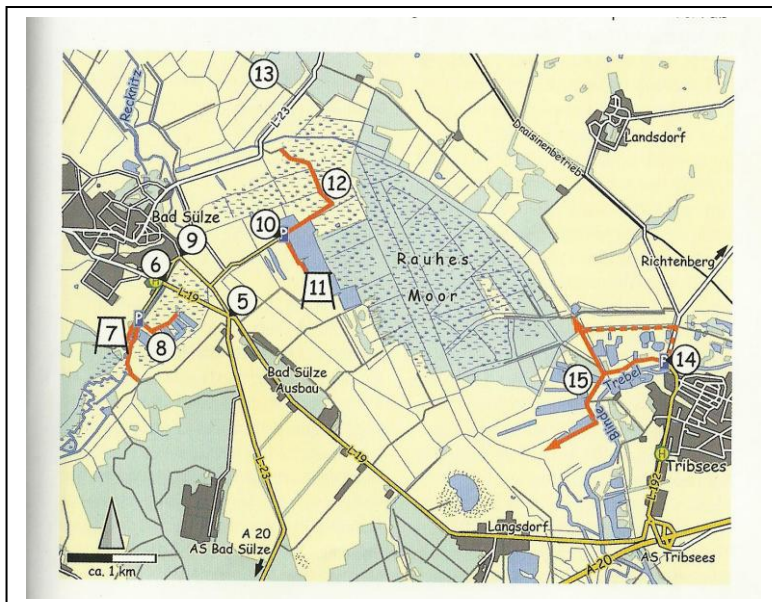 13
Recknitz
L-23
Landsdorf
Draisinenbetrieb
12
Bad Sülze
10
P
9
Rauhes
Moor
Richtenberg
6
H
L-19
11
5
P
7
8
Bad Sülze
Ausbau
14
P
15
Trebel
Blinde
Tribsees
H
L-19
L-23
L-192
Langsdorf
A 20
AS Bad Sülze
AS Tribsees
A-20
ca. 1 km